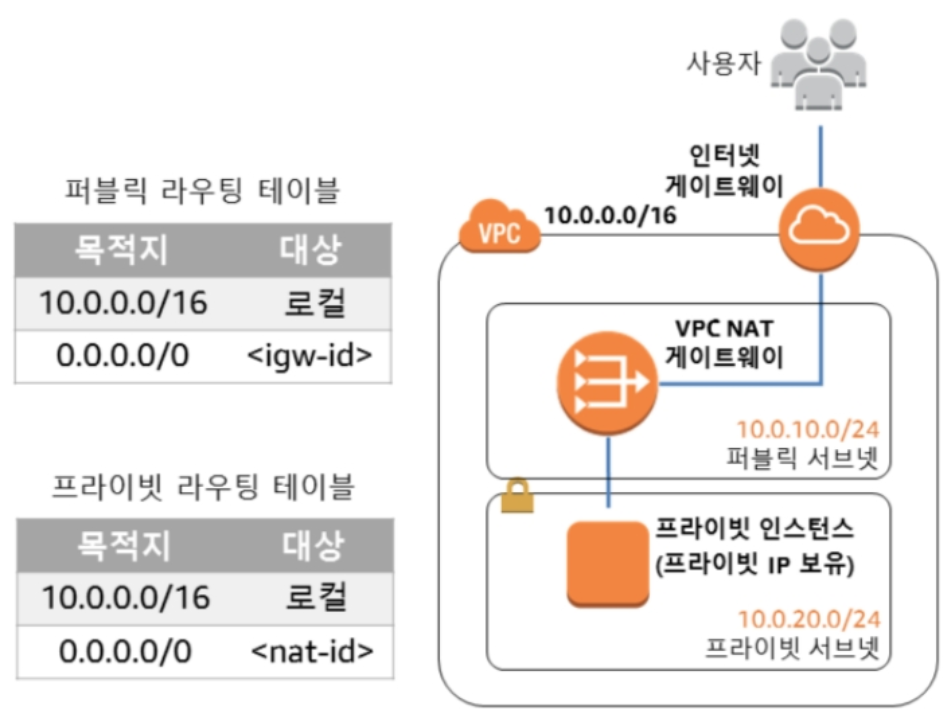 사용자
인터넷
게이트웨이
VPC
10.0.0.0/16
VPC NAT
게이트웨이
10.0.10.0/24
퍼블릭 서브넷
프라이빗 인스턴스
(프라이빗 IP 보유)
10.0.20.0/24
프라이빗 서브넷
퍼블릭 라우팅 테이블
목적지 대상
10.0.0.0/16 로컬
0.0.0.0/0 <igw-id>
프라이빗 라우팅 테이블
목적지 대상
10.0.0.0/16 로컬
0.0.0.0/0 <nat-id>